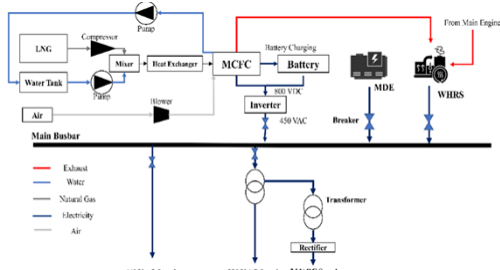 Pump
From Main Engine
Compressor
LNG
Battery Charging
Mixer
Heat Exchanger
MCFC
Battery
Water Tank
Pump
MDE
WHRS
800 VDC
Blower
Inverter
Air
450 VAC
Breaker
Main Busbar
Exhaust
Water
Natural Gas
Electricity
Air
Transformer
Rectifier